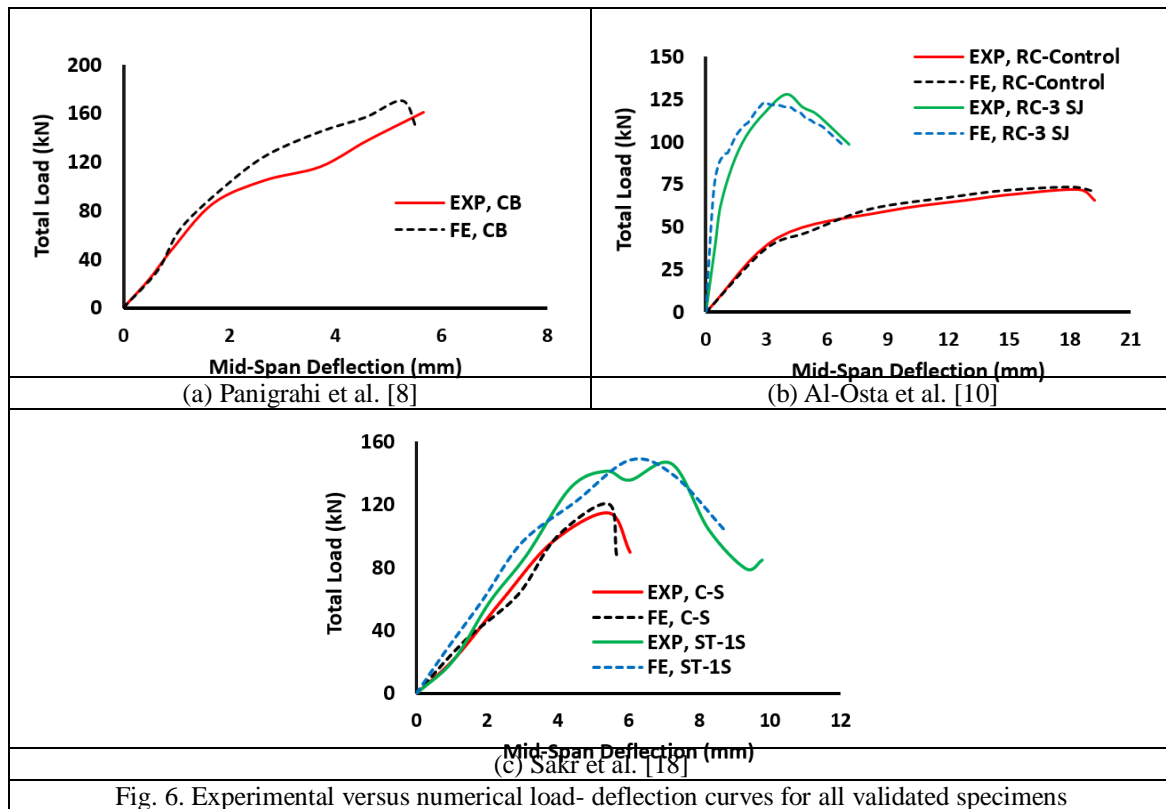 200
160
120
80
40
0
Total Load (kN)
EXP, CB
FE, CB
0 2 4 6 8
Mid-Span Deflection (mm)
(a) Panigrahi et al. [8]
150
125
100
75
50
25
0
Total Load (kN)
EXP, RC-Control
FE, RC-Control
EXP, RC-3 SJ
FE, RC-3 SJ
0 3 6 9 12 15 18 21
Mid-Span Deflection (mm)
(b) Al-Osta et al. [10]
160
120
80
40
0
Total Load (kN)
EXP, C-S
FE, C-S
EXP, ST-1S
FE, ST-1S
0 2 4 6 8 10 12
Mid-Span Deflection (mm)
(c) Sakr et al. [18]
Fig. 6. Experimental versus numerical load- deflection curves for all validated specimens